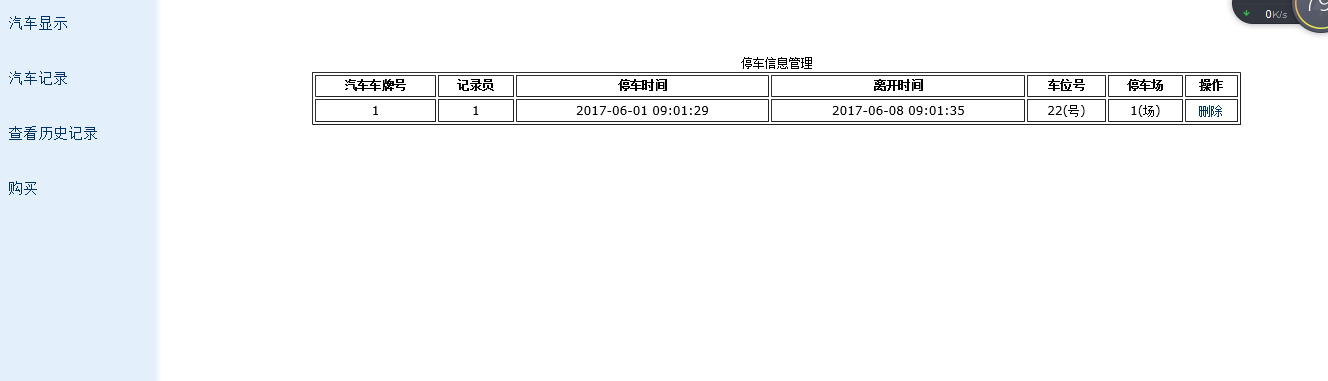 汽车显示
汽车记录
查看历史记录
购买
0K/s
79
停车信息管理
汽车车牌号 记录员 停车时间 离开时间 车位号 停车场 操作
1 1 2017-06-01 09:01:29 2017-06-08 09:01:35 22(号) 1(场) 删除